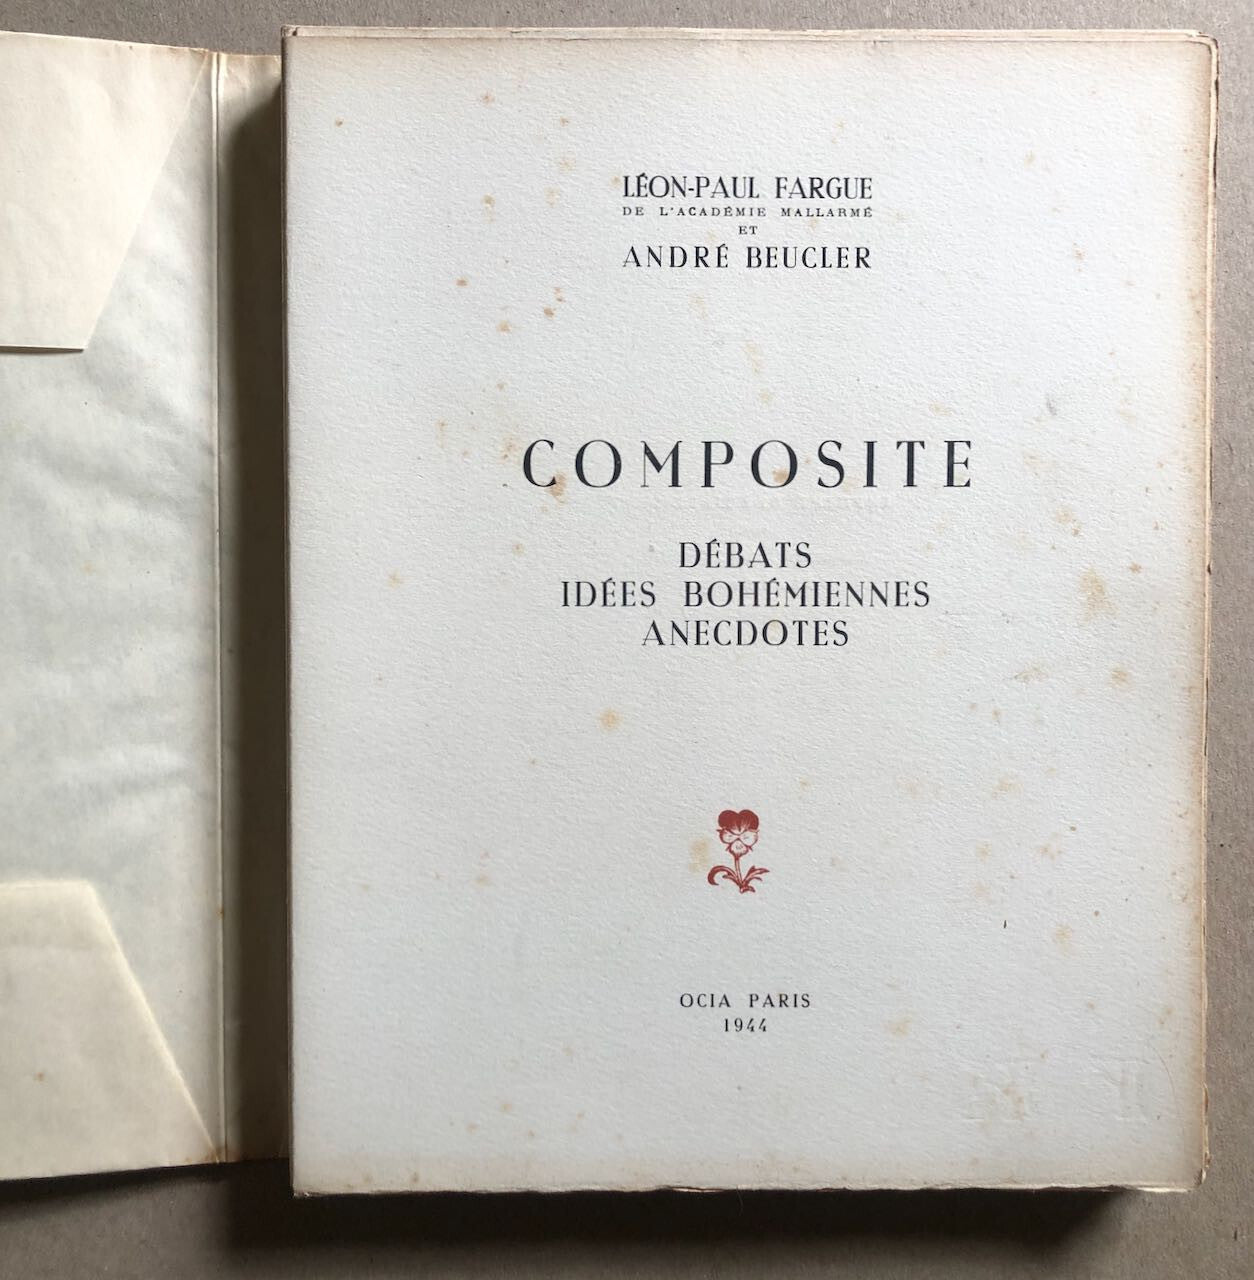 LÉON-PAUL FARGUE
DE L'ACADÉMIE MALLARMÉ
ET
ANDRÉ BEUCLER
COMPOSITE
DÉBATS
IDÉES BOHÉMIENNES
ANECDOTES
OCIA PARIS
1944